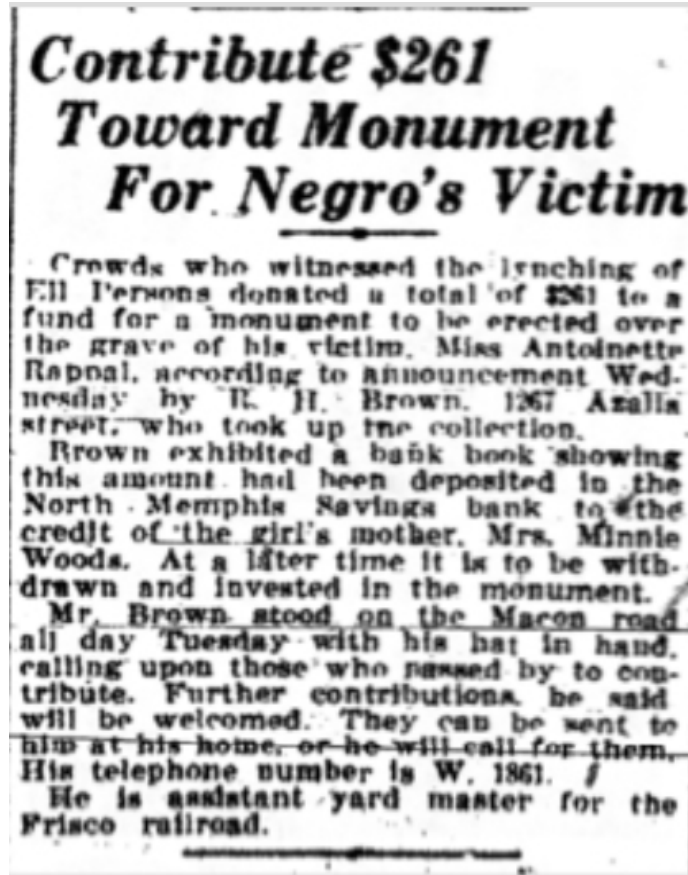 Contribute $261
Toward Monument
For Negro's Victim
Crowds who witnessed the lynching of
Ell Persons donated a total of $261 to a
fund for a monument to be erected over
the grave of his victim, Miss Antoinette
Rappal, according to announcement Wed-
nesday by R. H. Brown, 1267 Azalia
street, who took up the collection.
Brown exhibited a bank book showing
this amount had been deposited in the
North Memphis Savings bank to the
credit of the girl's mother, Mrs. Minnie
Woods. At a later time it is to be with-
drawn and invested in the monument.
Mr. Brown stood on the Macon road
all day Tuesday with his hat in hand,
calling upon those who passed by to con-
tribute. Further contributions, he said
will be welcomed. They can be sent to
him at his home, or he will call for them.
His telephone number is W. 1861.
He is assistant yard master for the
Frisco railroad.